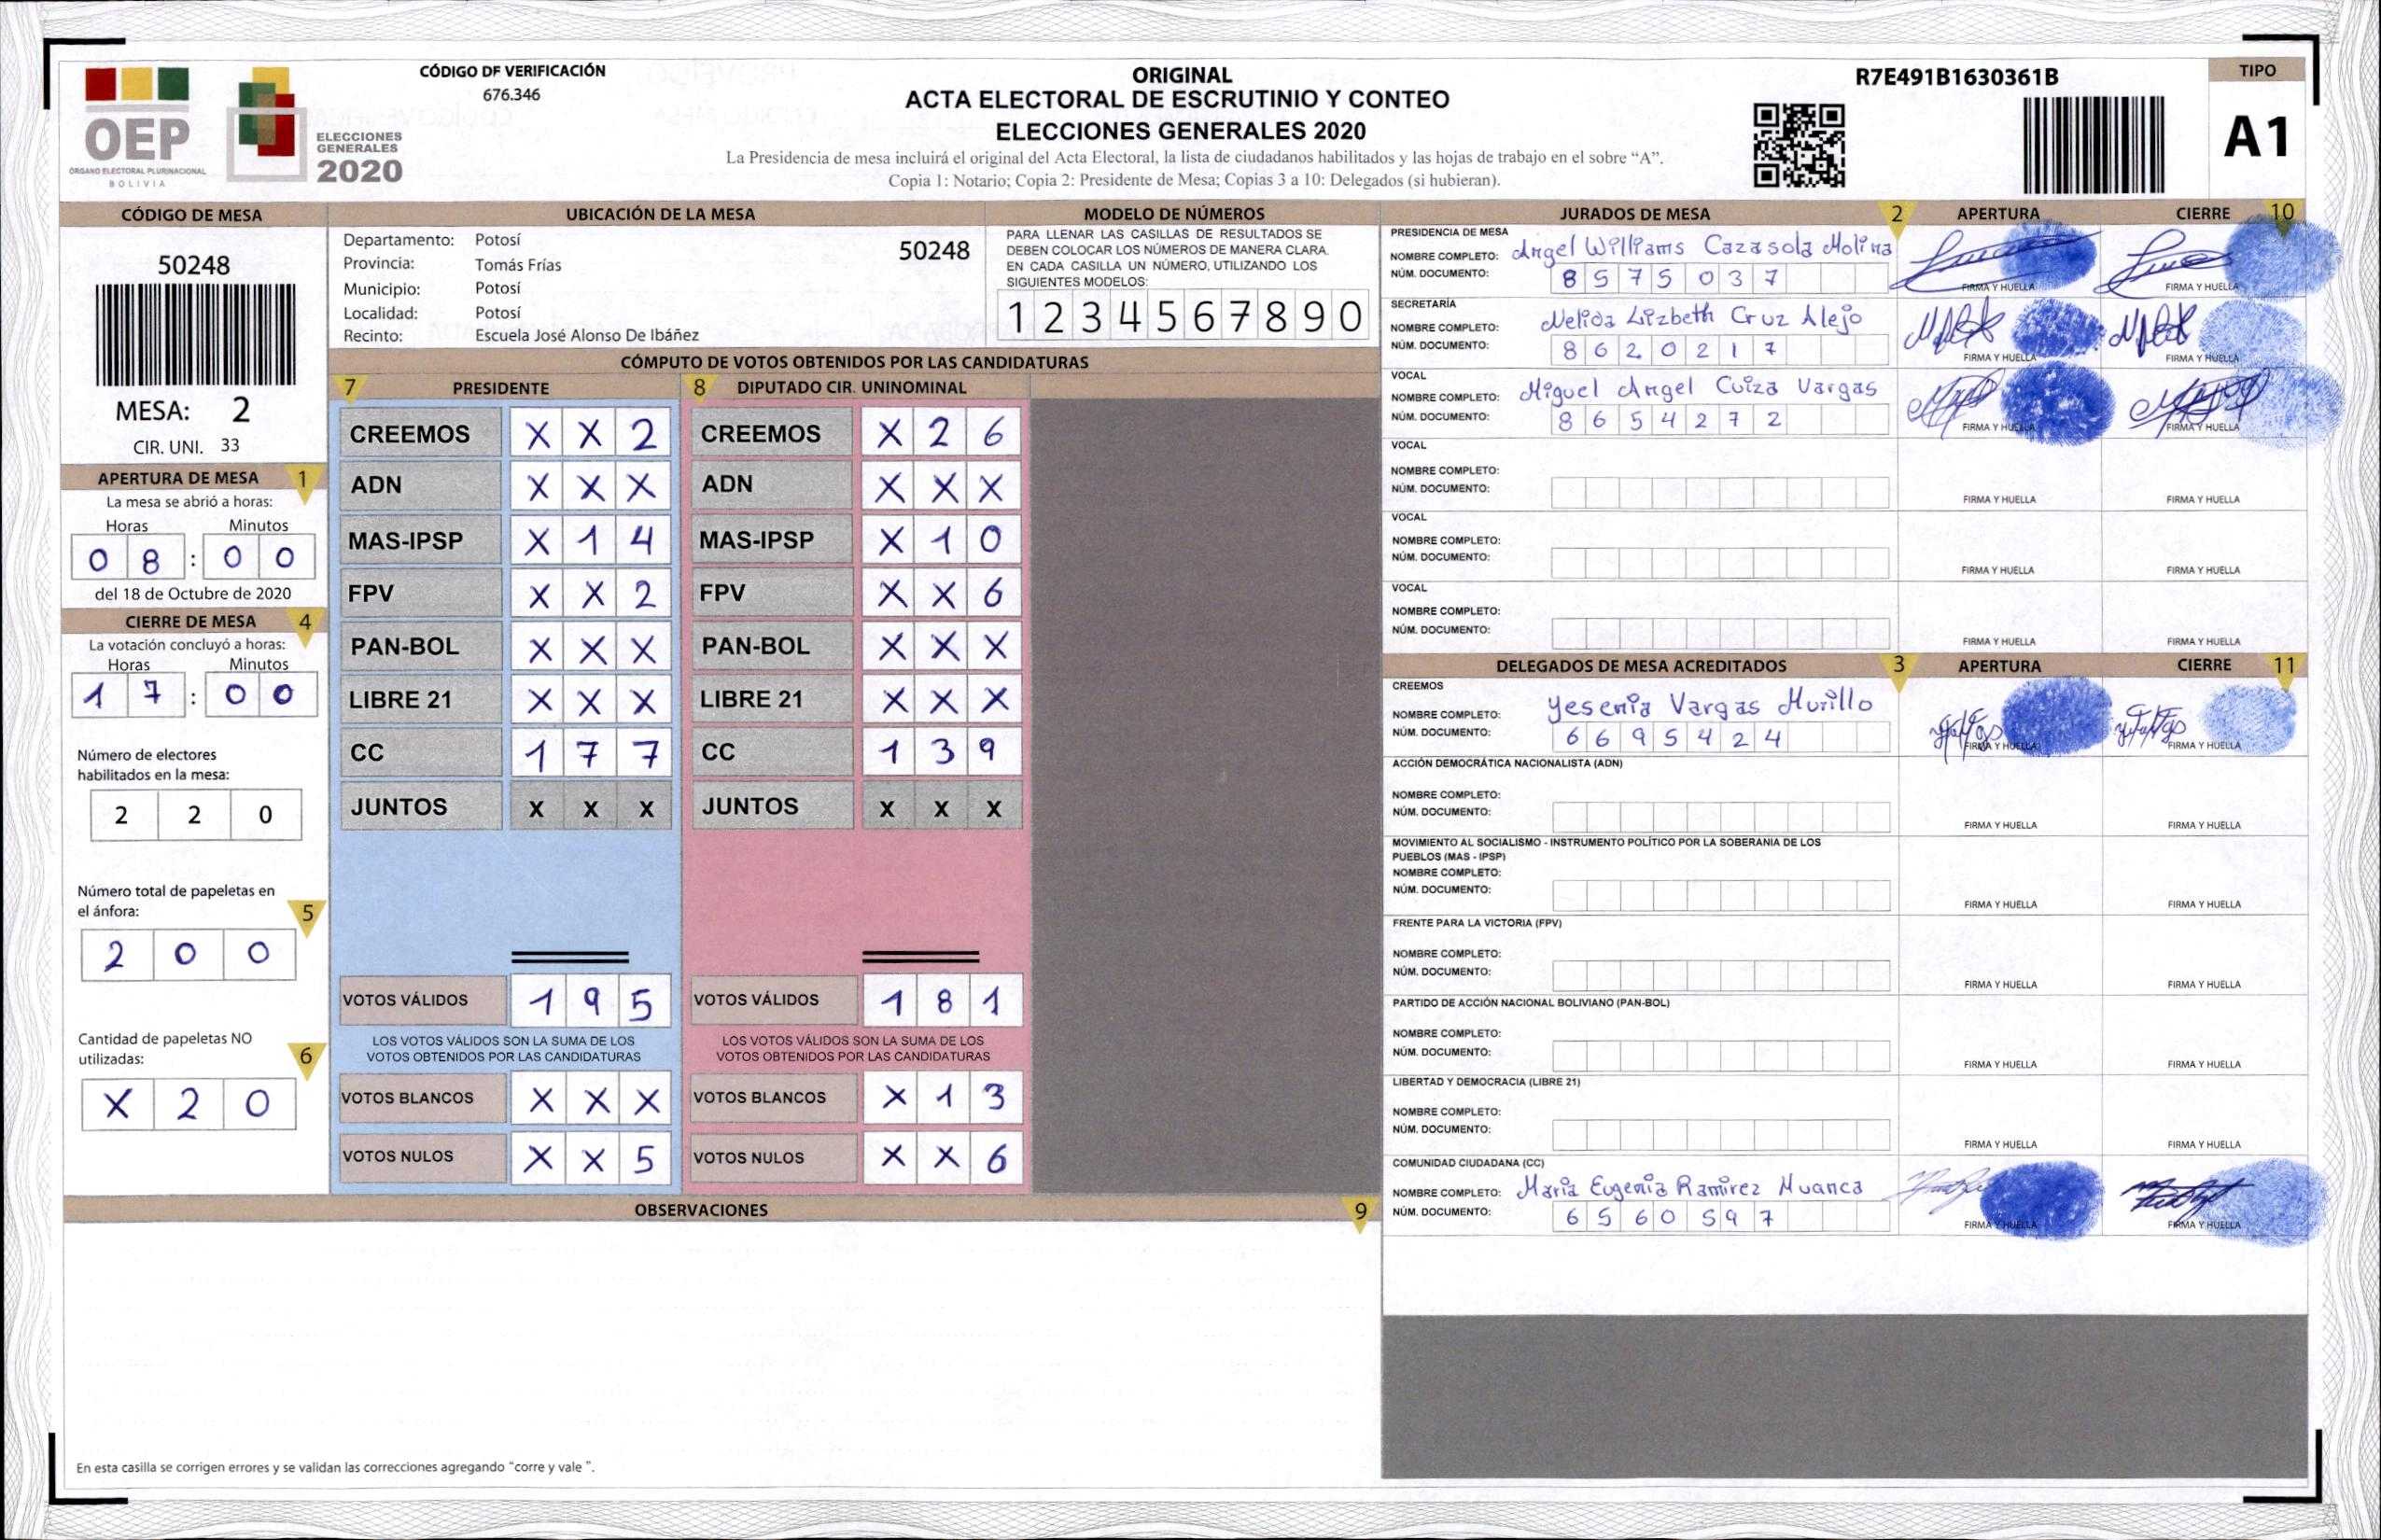 OEP
ÓRGANO ELECTORAL PLURINACIONAL
BOLIVIA
ELECCIONES
GENERALES
2020
CÓDIGO DE VERIFICACIÓN
676.346
ORIGINAL
ACTA ELECTORAL DE ESCRUTINIO Y CONTEO
ELECCIONES GENERALES 2020
La Presidencia de mesa incluirá el original del Acta Electoral, la lista de ciudadanos habilitados y las hojas de trabajo en el sobre “A”.
Copia 1: Notario; Copia 2: Presidente de Mesa; Copias 3 a 10: Delegados (si hubieran).
R7E491B1630361B
TIPO
A1
CÓDIGO DE MESA
50248
MESA: 2
CIR. UNI. 33
APERTURA DE MESA 1
La mesa se abrió a horas:
Horas Minutos
0 8 : 0 0
del 18 de Octubre de 2020
CIERRE DE MESA 4
La votación concluyó a horas:
Horas Minutos
1 7 : 0 0
Número de electores
habilitados en la mesa:
2 2 0
Número total de papeletas en
el ánfora: 5
2 0 0
Cantidad de papeletas NO
utilizadas: 6
X 2 0
UBICACIÓN DE LA MESA
Departamento: Potosí 50248
Provincia: Tomás Frías
Municipio: Potosí
Localidad: Potosí
Recinto: Escuela José Alonso De Ibáñez
MODELO DE NÚMEROS
PARA LLENAR LAS CASILLAS DE RESULTADOS SE
DEBEN COLOCAR LOS NÚMEROS DE MANERA CLARA.
EN CADA CASILLA UN NÚMERO, UTILIZANDO LOS
SIGUIENTES MODELOS:
1 2 3 4 5 6 7 8 9 0
CÓMPUTO DE VOTOS OBTENIDOS POR LAS CANDIDATURAS
7 PRESIDENTE 8 DIPUTADO CIR. UNINOMINAL
CREEMOS X X 2 CREEMOS X 2 6
ADN X X X ADN X X X
MAS-IPSP X 1 4 MAS-IPSP X 1 0
FPV X X 2 FPV X X 6
PAN-BOL X X X PAN-BOL X X X
LIBRE 21 X X X LIBRE 21 X X X
CC 1 7 7 CC 1 3 9
JUNTOS X X X JUNTOS X X X
VOTOS VÁLIDOS 1 9 5 VOTOS VÁLIDOS 1 8 1
LOS VOTOS VÁLIDOS SON LA SUMA DE LOS LOS VOTOS VÁLIDOS SON LA SUMA DE LOS
VOTOS OBTENIDOS POR LAS CANDIDATURAS VOTOS OBTENIDOS POR LAS CANDIDATURAS
VOTOS BLANCOS X X X VOTOS BLANCOS X 1 3
VOTOS NULOS X X 5 VOTOS NULOS X X 6
OBSERVACIONES 9
En esta casilla se corrigen errores y se validan las correcciones agregando “corre y vale ”.
JURADOS DE MESA 2 APERTURA CIERRE 10
PRESIDENCIA DE MESA
NOMBRE COMPLETO: Angel Williams Cazasola Molina
NÚM. DOCUMENTO: 8 5 7 5 0 3 7 FIRMA Y HUELLA FIRMA Y HUELLA
SECRETARÍA
NOMBRE COMPLETO: Nelida Lizbeth Cruz Alejo
NÚM. DOCUMENTO: 8 6 2 0 2 1 7 FIRMA Y HUELLA FIRMA Y HUELLA
VOCAL
NOMBRE COMPLETO: Miguel Angel Cuiza Vargas
NÚM. DOCUMENTO: 8 6 5 4 2 7 2 FIRMA Y HUELLA FIRMA Y HUELLA
VOCAL
NOMBRE COMPLETO:
NÚM. DOCUMENTO: FIRMA Y HUELLA FIRMA Y HUELLA
VOCAL
NOMBRE COMPLETO:
NÚM. DOCUMENTO: FIRMA Y HUELLA FIRMA Y HUELLA
VOCAL
NOMBRE COMPLETO:
NÚM. DOCUMENTO: FIRMA Y HUELLA FIRMA Y HUELLA
DELEGADOS DE MESA ACREDITADOS 3 APERTURA CIERRE 11
CREEMOS
NOMBRE COMPLETO: Yesenia Vargas Murillo
NÚM. DOCUMENTO: 6 6 9 5 4 2 4 FIRMA Y HUELLA FIRMA Y HUELLA
ACCIÓN DEMOCRÁTICA NACIONALISTA (ADN)
NOMBRE COMPLETO:
NÚM. DOCUMENTO: FIRMA Y HUELLA FIRMA Y HUELLA
MOVIMIENTO AL SOCIALISMO - INSTRUMENTO POLÍTICO POR LA SOBERANIA DE LOS
PUEBLOS (MAS - IPSP)
NOMBRE COMPLETO:
NÚM. DOCUMENTO: FIRMA Y HUELLA FIRMA Y HUELLA
FRENTE PARA LA VICTORIA (FPV)
NOMBRE COMPLETO:
NÚM. DOCUMENTO: FIRMA Y HUELLA FIRMA Y HUELLA
PARTIDO DE ACCIÓN NACIONAL BOLIVIANO (PAN-BOL)
NOMBRE COMPLETO:
NÚM. DOCUMENTO: FIRMA Y HUELLA FIRMA Y HUELLA
LIBERTAD Y DEMOCRACIA (LIBRE 21)
NOMBRE COMPLETO:
NÚM. DOCUMENTO: FIRMA Y HUELLA FIRMA Y HUELLA
COMUNIDAD CIUDADANA (CC)
NOMBRE COMPLETO: Maria Eugenia Ramirez Huanca
NÚM. DOCUMENTO: 6 5 6 0 5 9 7 FIRMA Y HUELLA FIRMA Y HUELLA